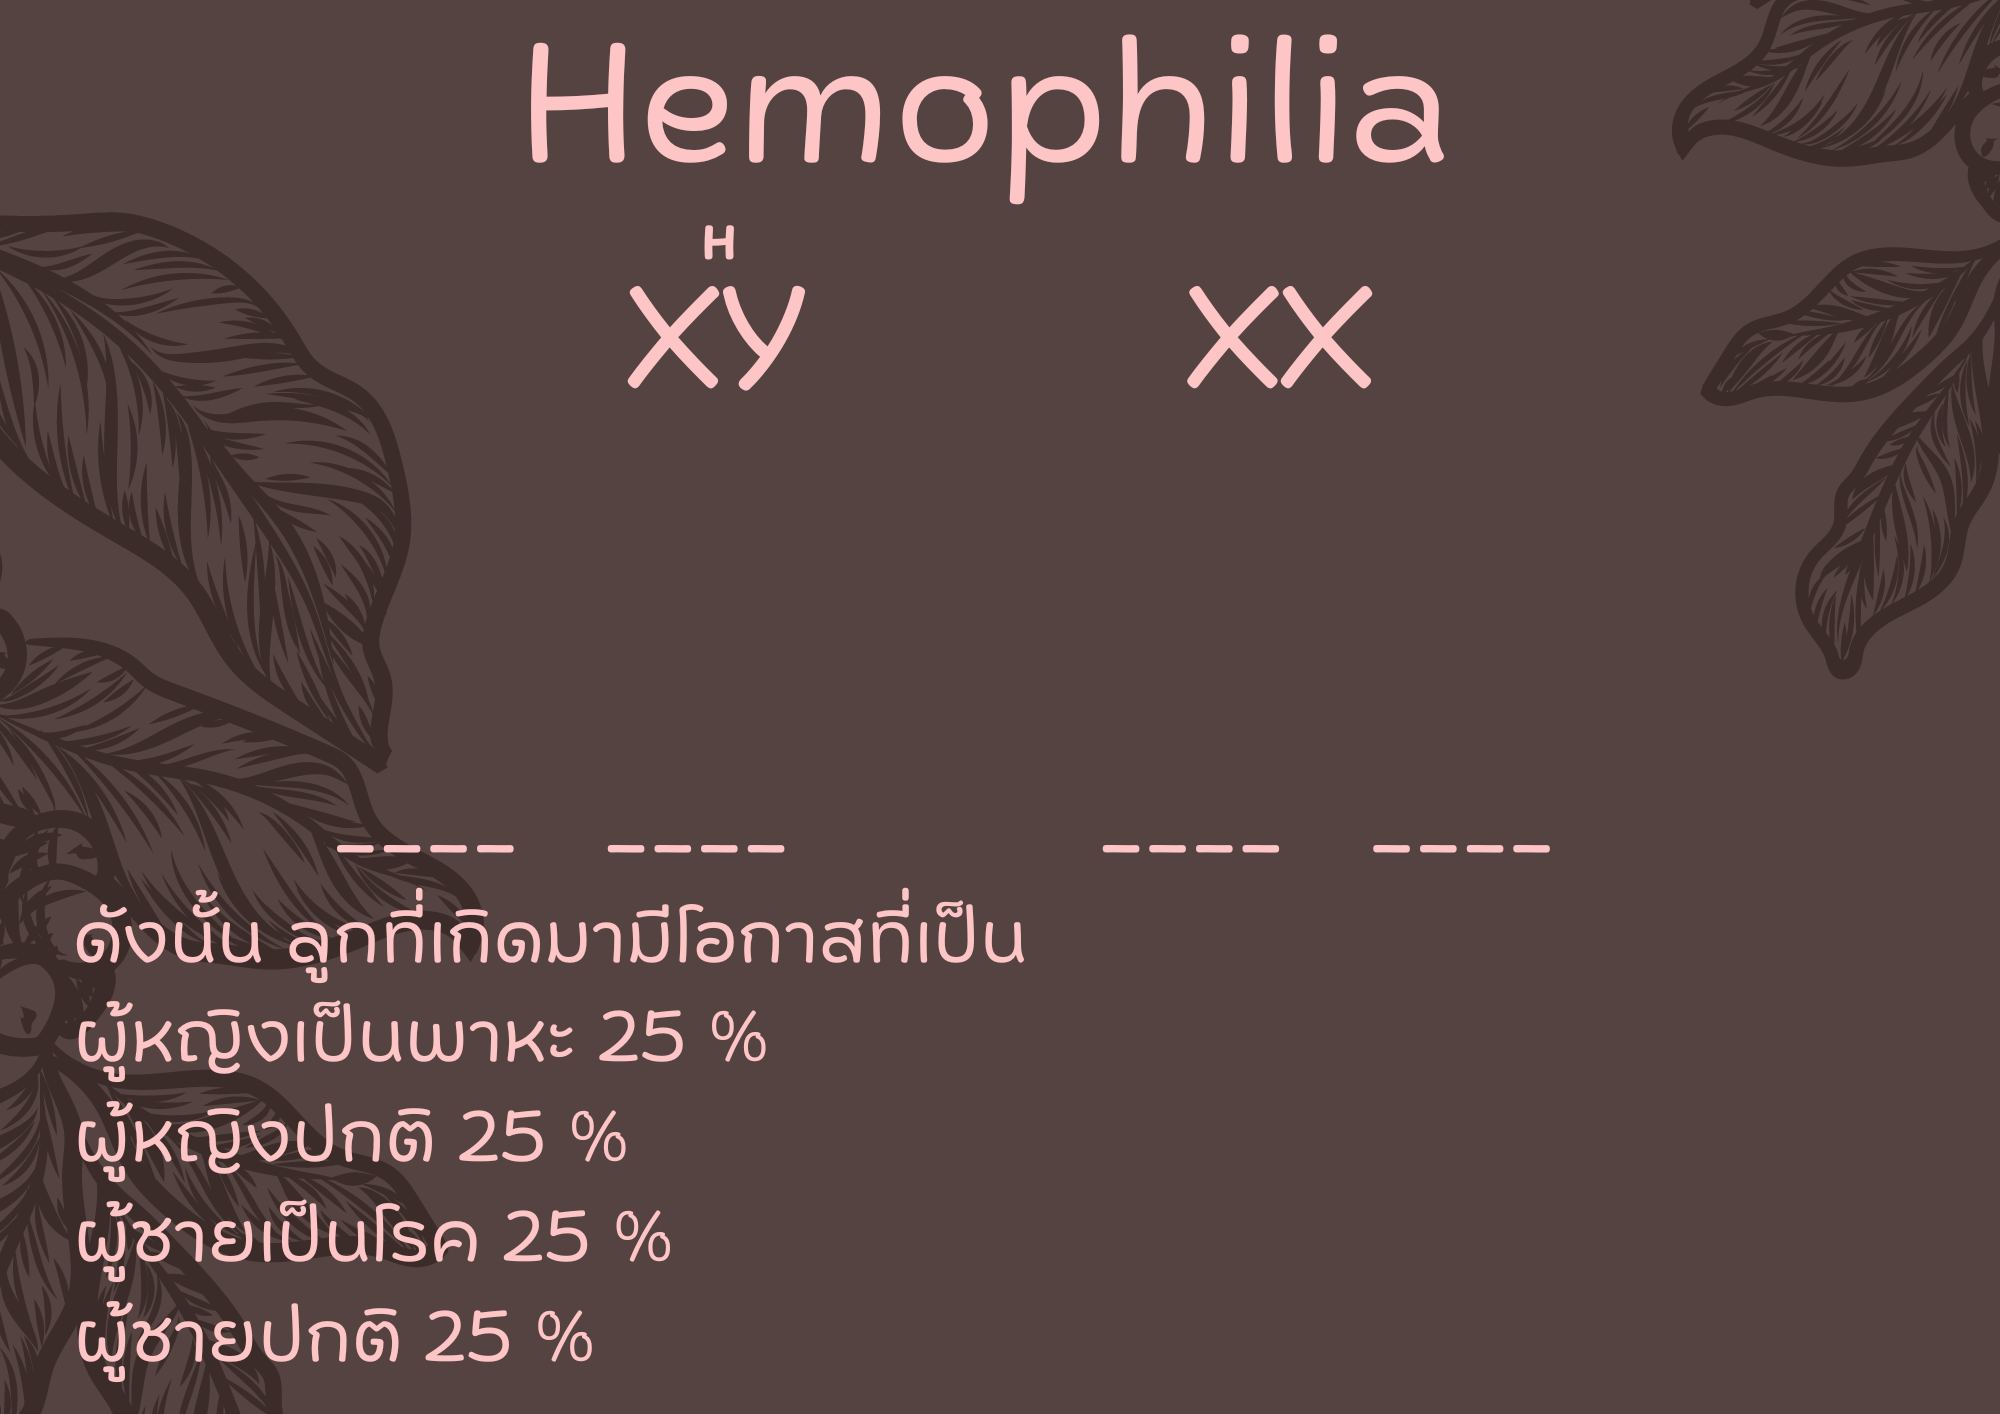 Hemophilia
H
XY XX
---- ---- ---- ----
ดังนั้น ลูกที่เกิดมามีโอกาสที่เป็น
ผู้หญิงเป็นพาหะ 25 %
ผู้หญิงปกติ 25 %
ผู้ชายเป็นโรค 25 %
ผู้ชายปกติ 25 %